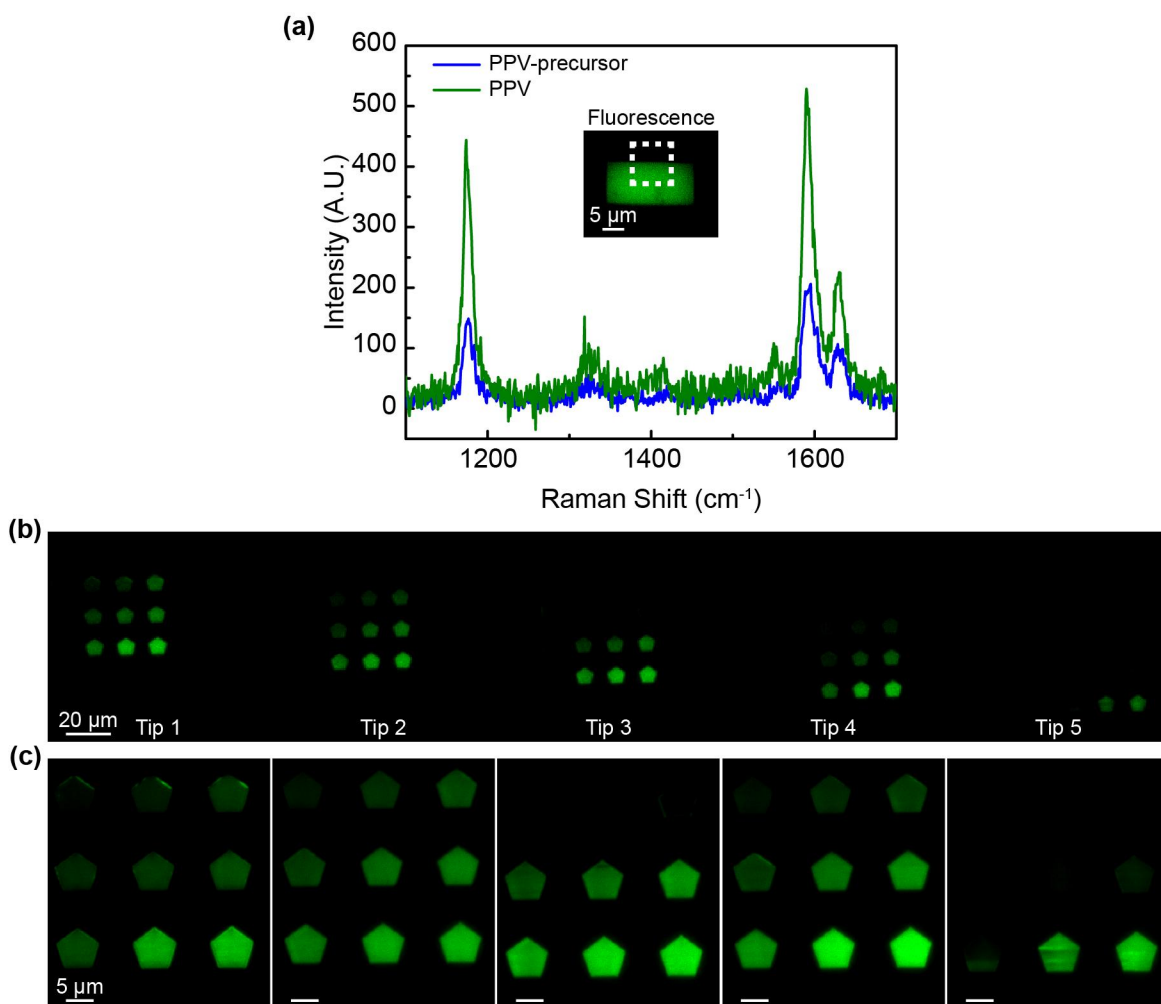 (a)
600
500
400
300
200
100
0
Intensity (A.U.)
PPV-precursor
PPV
Fluorescence
5 μm
1200 1400 1600
Raman Shift (cm⁻¹)
(b)
20 μm
Tip 1 Tip 2 Tip 3 Tip 4 Tip 5
(c)
5 μm